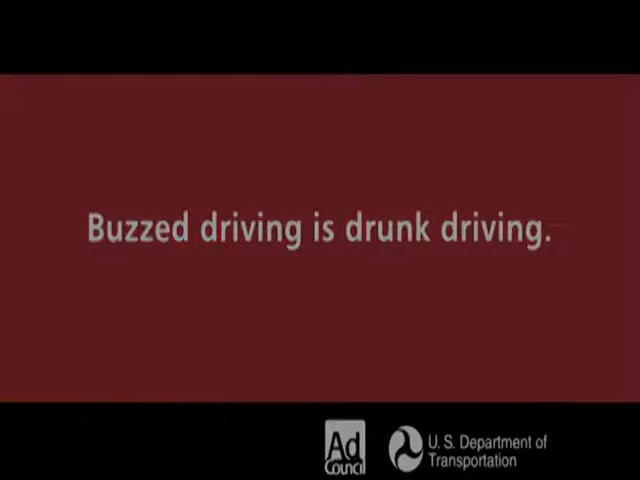 Buzzed driving is drunk driving.
Ad
Council
U. S. Department of
Transportation